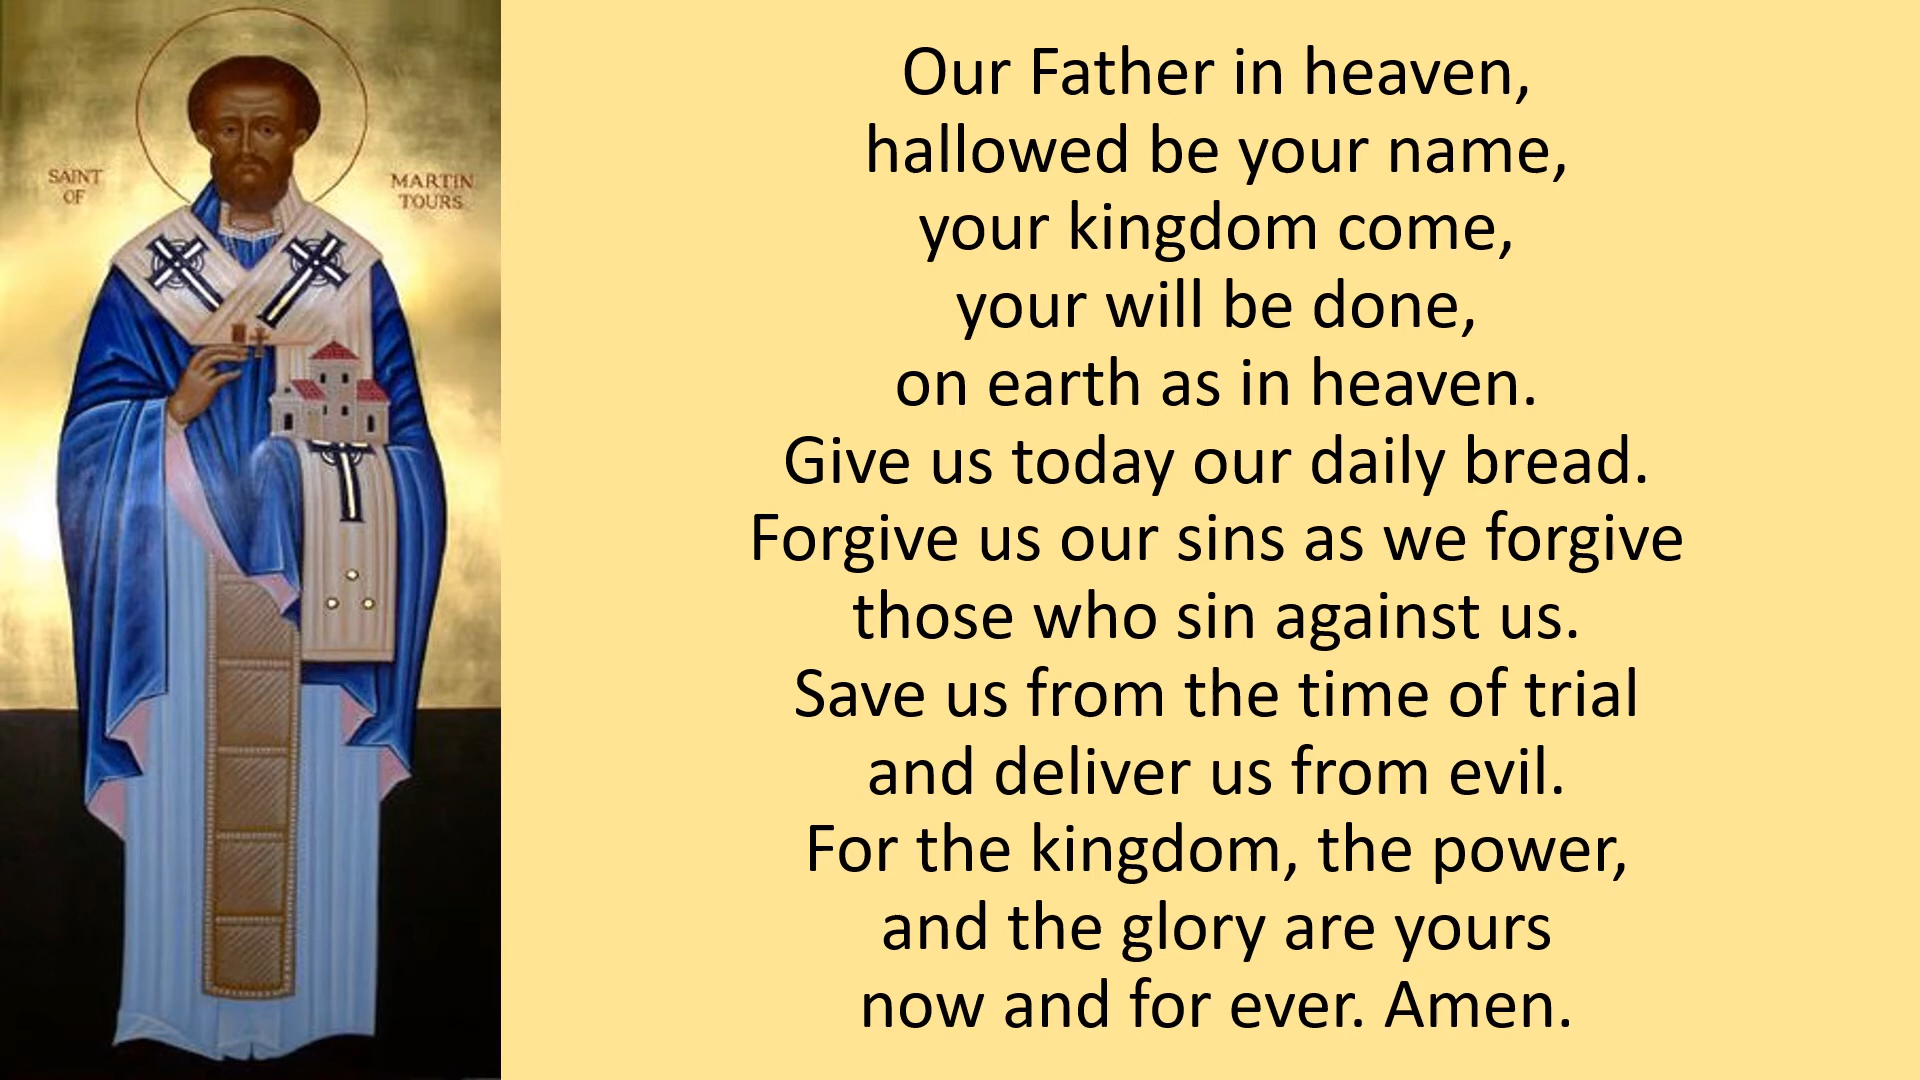 SAINT
OF
MARTIN
TOURS
Our Father in heaven,
hallowed be your name,
your kingdom come,
your will be done,
on earth as in heaven.
Give us today our daily bread.
Forgive us our sins as we forgive
those who sin against us.
Save us from the time of trial
and deliver us from evil.
For the kingdom, the power,
and the glory are yours
now and for ever. Amen.